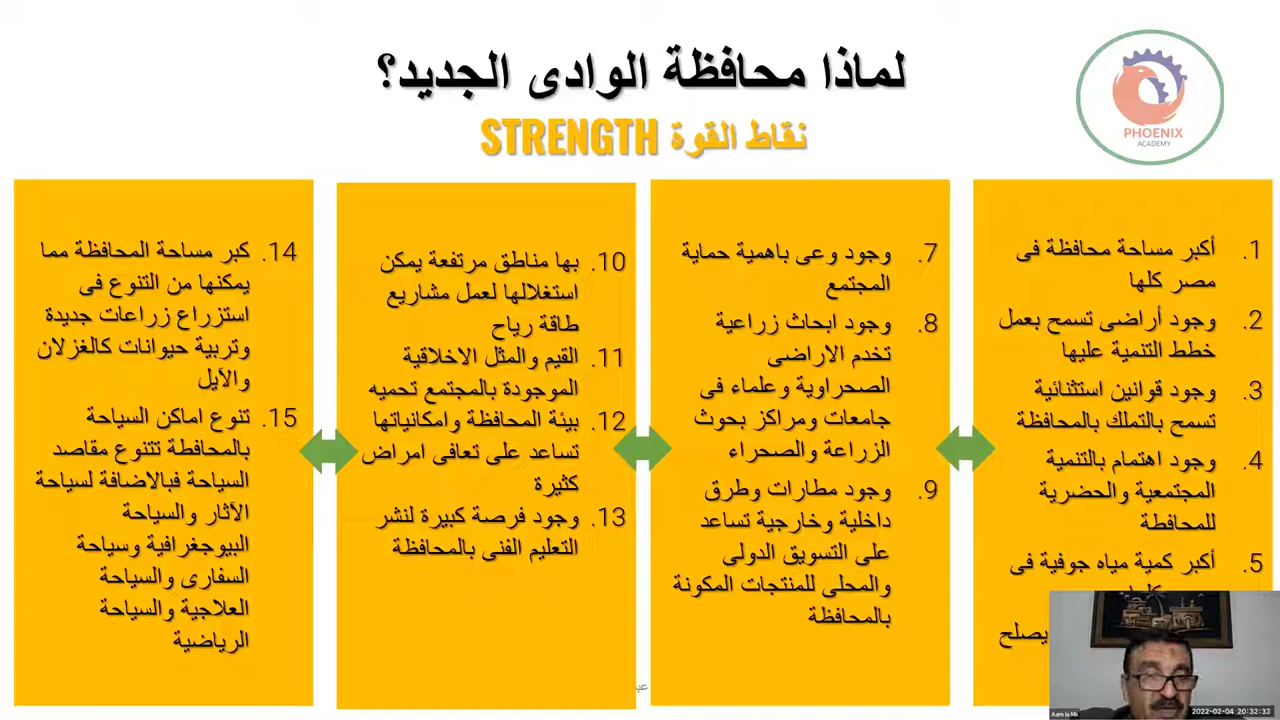 لماذا محافظة الوادى الجديد؟
نقاط القوة STRENGTH
PHOENIX
ACADEMY
1. أكبر مساحة محافظة فى
مصر كلها
2. وجود أراضى تسمح بعمل
خطط التنمية عليها
3. وجود قوانين استثنائية
تسمح بالتملك بالمحافظة
4. وجود اهتمام بالتنمية
المجتمعية والحضرية
للمحافطة
5. أكبر كمية مياه جوفية فى
يصلح
7. وجود وعى باهمية حماية
المجتمع
8. وجود ابحاث زراعية
تخدم الاراضى
الصحراوية وعلماء فى
جامعات ومراكز بحوث
الزراعة والصحراء
9. وجود مطارات وطرق
داخلية وخارجية تساعد
على التسويق الدولى
والمحلى للمنتجات المكونة
بالمحافظة
10. بها مناطق مرتفعة يمكن
استغلالها لعمل مشاريع
طاقة رياح
11. القيم والمثل الاخلاقية
الموجودة بالمجتمع تحميه
12. بيئة المحافظة وامكانياتها
تساعد على تعافى امراض
كثيرة
13. وجود فرصة كبيرة لنشر
التعليم الفنى بالمحافظة
14. كبر مساحة المحافظة مما
يمكنها من التنوع فى
استزراع زراعات جديدة
وتربية حيوانات كالغزلان
والآيل
15. تنوع اماكن السياحة
بالمحافطة تتنوع مقاصد
السياحة فبالاضافة لسياحة
الآثار والسياحة
البيوجغرافية وسياحة
السفارى والسياحة
العلاجية والسياحة
الرياضية
2022-02-04 20:32:33